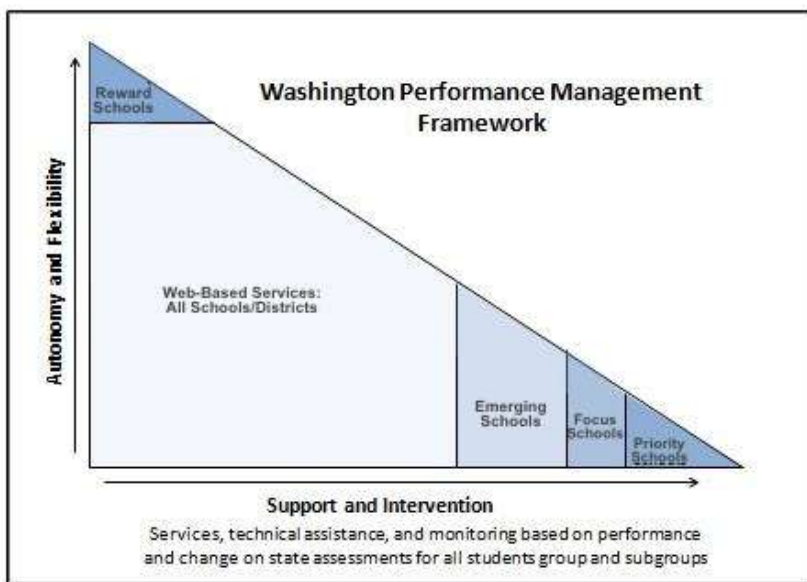 Washington Performance Management
Framework
Reward
Schools
Autonomy and Flexibility
Web-Based Services:
All Schools/Districts
Emerging
Schools
Focus
Schools
Priority
Schools
Support and Intervention
Services, technical assistance, and monitoring based on performance
and change on state assessments for all students group and subgroups